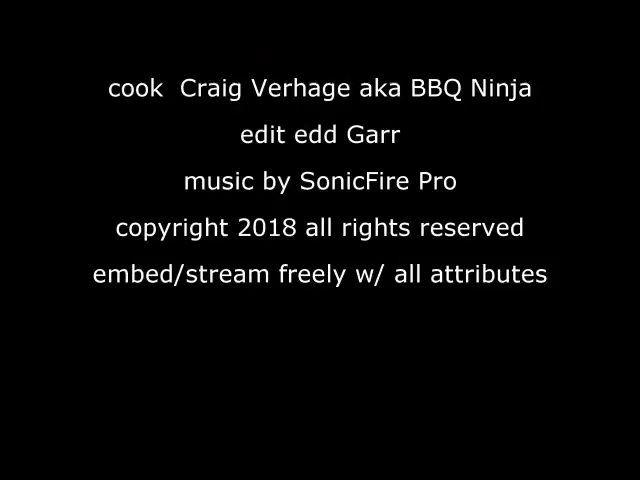 cook  Craig Verhage aka BBQ Ninja
edit edd Garr
music by SonicFire Pro
copyright 2018 all rights reserved
embed/stream freely w/ all attributes